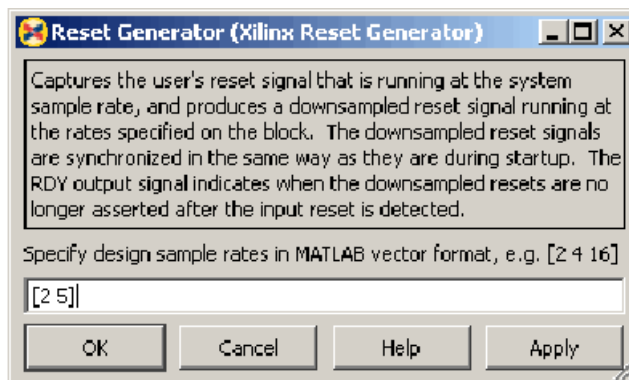 Reset Generator (Xilinx Reset Generator)
Captures the user's reset signal that is running at the system
sample rate, and produces a downsampled reset signal running at
the rates specified on the block. The downsampled reset signals
are synchronized in the same way as they are during startup. The
RDY output signal indicates when the downsampled resets are no
longer asserted after the input reset is detected.
Specify design sample rates in MATLAB vector format, e.g. [2 4 16]
[2 5]
OK Cancel Help Apply